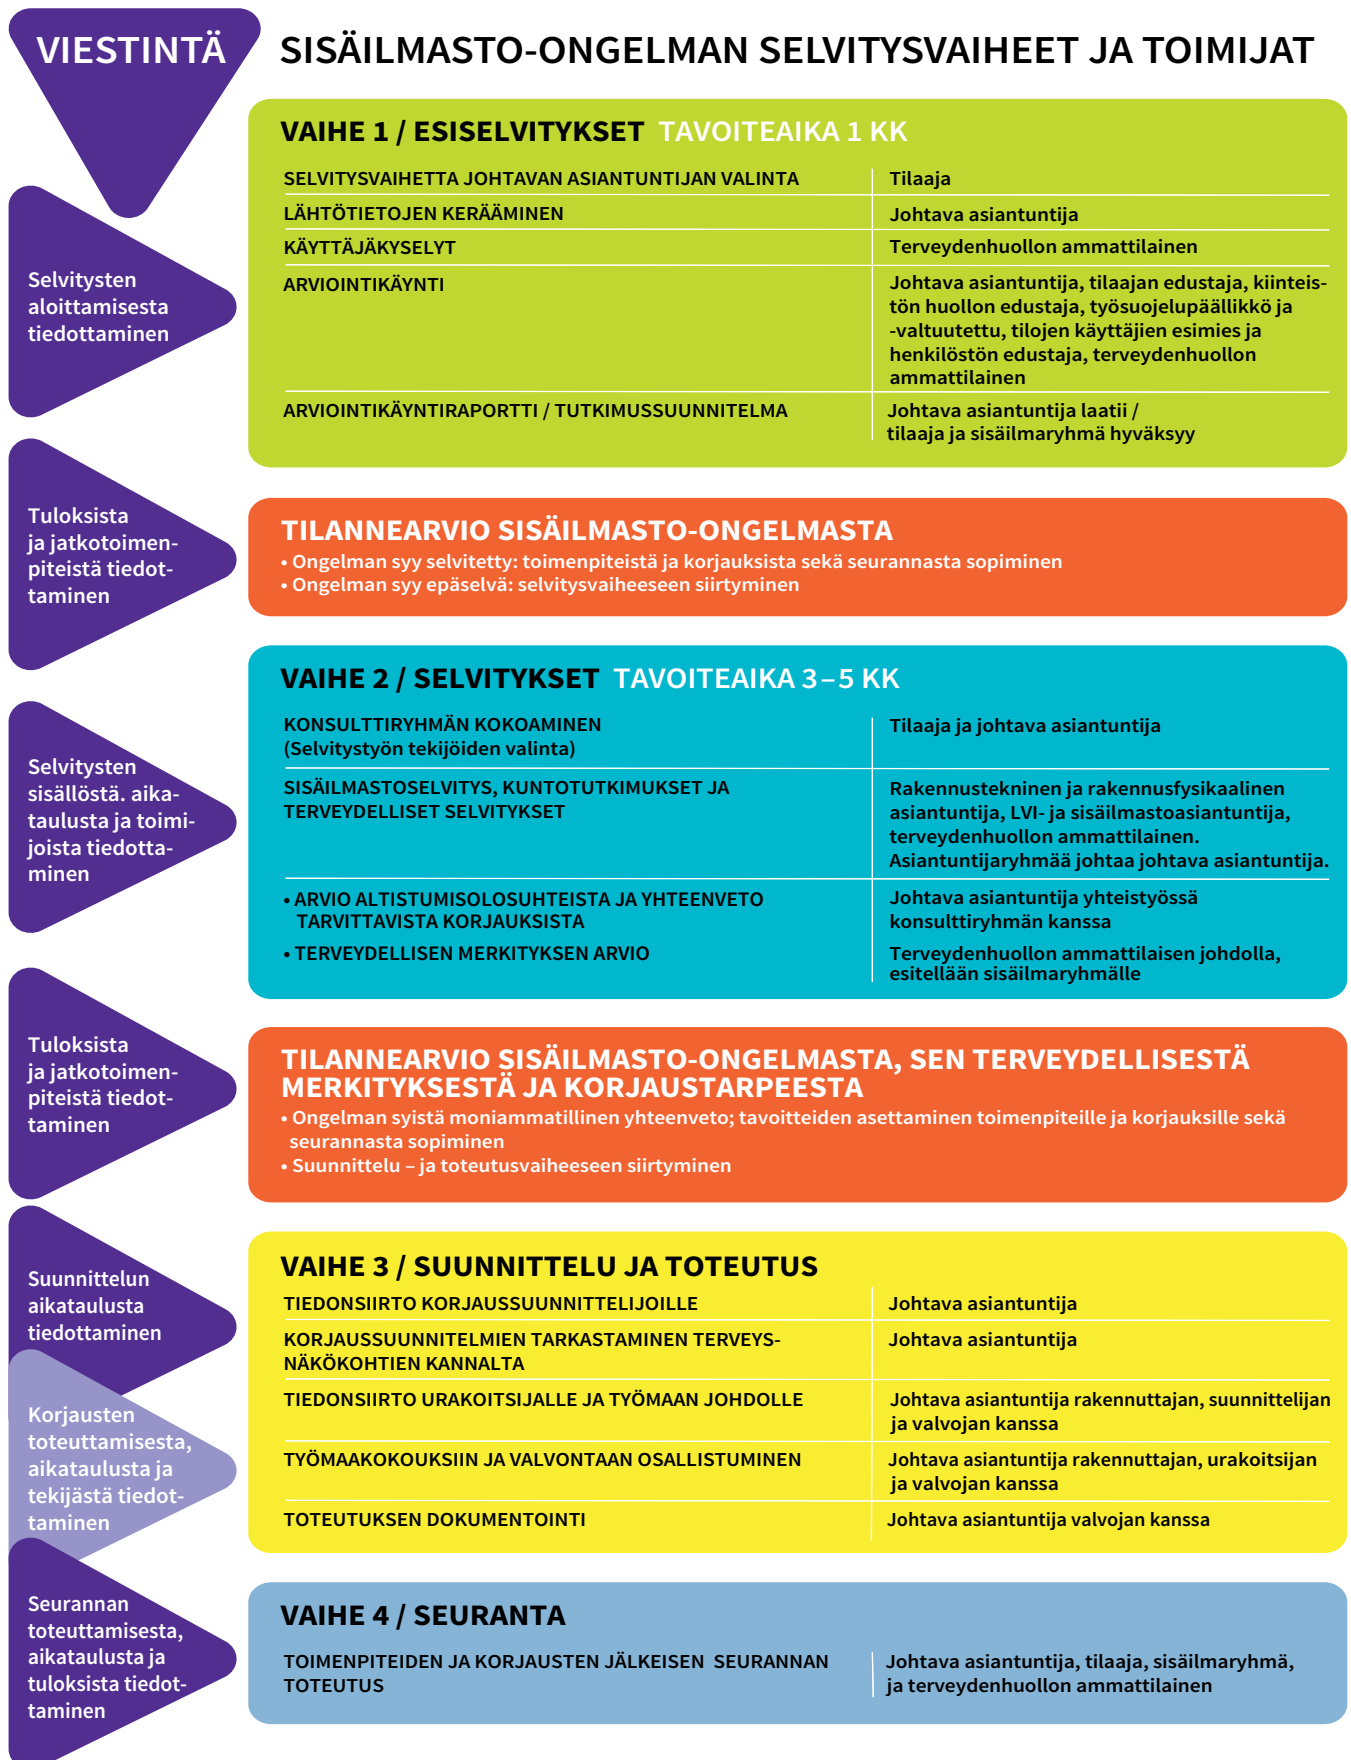 VIESTINTÄ
SISÄILMASTO-ONGELMAN SELVITYSVAIHEET JA TOIMIJAT
Selvitysten
aloittamisesta
tiedottaminen
VAIHE 1 / ESISELVITYKSET TAVOITEAIKA 1 KK
SELVITYSVAIHETTA JOHTAVAN ASIANTUNTIJAN VALINTA
Tilaaja
LÄHTÖTIETOJEN KERÄÄMINEN
Johtava asiantuntija
KÄYTTÄJÄKYSELYT
Terveydenhuollon ammattilainen
ARVIOINTIKÄYNTI
Johtava asiantuntija, tilaajan edustaja, kiinteis-
tön huollon edustaja, työsuojelupäällikkö ja
-valtuutettu, tilojen käyttäjien esimies ja
henkilöstön edustaja, terveydenhuollon
ammattilainen
ARVIOINTIKÄYNTIRAPORTTI / TUTKIMUSSUUNNITELMA
Johtava asiantuntija laatii /
tilaaja ja sisäilmaryhmä hyväksyy
Tuloksista
ja jatkotoimen-
piteistä tiedot-
taminen
TILANNEARVIO SISÄILMASTO-ONGELMASTA
• Ongelman syy selvitetty: toimenpiteistä ja korjauksista sekä seurannasta sopiminen
• Ongelman syy epäselvä: selvitysvaiheeseen siirtyminen
Selvitysten
sisällöstä. aika-
taulusta ja toimi-
joista tiedotta-
minen
VAIHE 2 / SELVITYKSET TAVOITEAIKA 3–5 KK
KONSULTTIRYHMÄN KOKOAMINEN
(Selvitystyön tekijöiden valinta)
Tilaaja ja johtava asiantuntija
SISÄILMASTOSELVITYS, KUNTOTUTKIMUKSET JA
TERVEYDELLISET SELVITYKSET
Rakennustekninen ja rakennusfysikaalinen
asiantuntija, LVI- ja sisäilmastoasiantuntija,
terveydenhuollon ammattilainen.
Asiantuntijaryhmää johtaa johtava asiantuntija.
• ARVIO ALTISTUMISOLOSUHTEISTA JA YHTEENVETO
TARVITTAVISTA KORJAUKSISTA
Johtava asiantuntija yhteistyössä
konsulttiryhmän kanssa
• TERVEYDELLISEN MERKITYKSEN ARVIO
Terveydenhuollon ammattilaisen johdolla,
esitellään sisäilmaryhmälle
Tuloksista
ja jatkotoimen-
piteistä tiedot-
taminen
TILANNEARVIO SISÄILMASTO-ONGELMASTA, SEN TERVEYDELLISESTÄ
MERKITYKSESTÄ JA KORJAUSTARPEESTA
• Ongelman syistä moniammatillinen yhteenveto; tavoitteiden asettaminen toimenpiteille ja korjauksille sekä
seurannasta sopiminen
• Suunnittelu – ja toteutusvaiheeseen siirtyminen
Suunnittelun
aikataulusta
tiedottaminen
Korjausten
toteuttamisesta,
aikataulusta ja
tekijästä tiedot-
taminen
VAIHE 3 / SUUNNITTELU JA TOTEUTUS
TIEDONSIIRTO KORJAUSSUUNNITTELIJOILLE
Johtava asiantuntija
KORJAUSSUUNNITELMIEN TARKASTAMINEN TERVEYS-
NÄKÖKOHTIEN KANNALTA
Johtava asiantuntija
TIEDONSIIRTO URAKOITSIJALLE JA TYÖMAAN JOHDOLLE
Johtava asiantuntija rakennuttajan, suunnittelijan
ja valvojan kanssa
TYÖMAAKOKOUKSIIN JA VALVONTAAN OSALLISTUMINEN
Johtava asiantuntija rakennuttajan, urakoitsijan
ja valvojan kanssa
TOTEUTUKSEN DOKUMENTOINTI
Johtava asiantuntija valvojan kanssa
Seurannan
toteuttamisesta,
aikataulusta ja
tuloksista tiedot-
taminen
VAIHE 4 / SEURANTA
TOIMENPITEIDEN JA KORJAUSTEN JÄLKEISEN SEURANNAN
TOTEUTUS
Johtava asiantuntija, tilaaja, sisäilmaryhmä,
ja terveydenhuollon ammattilainen